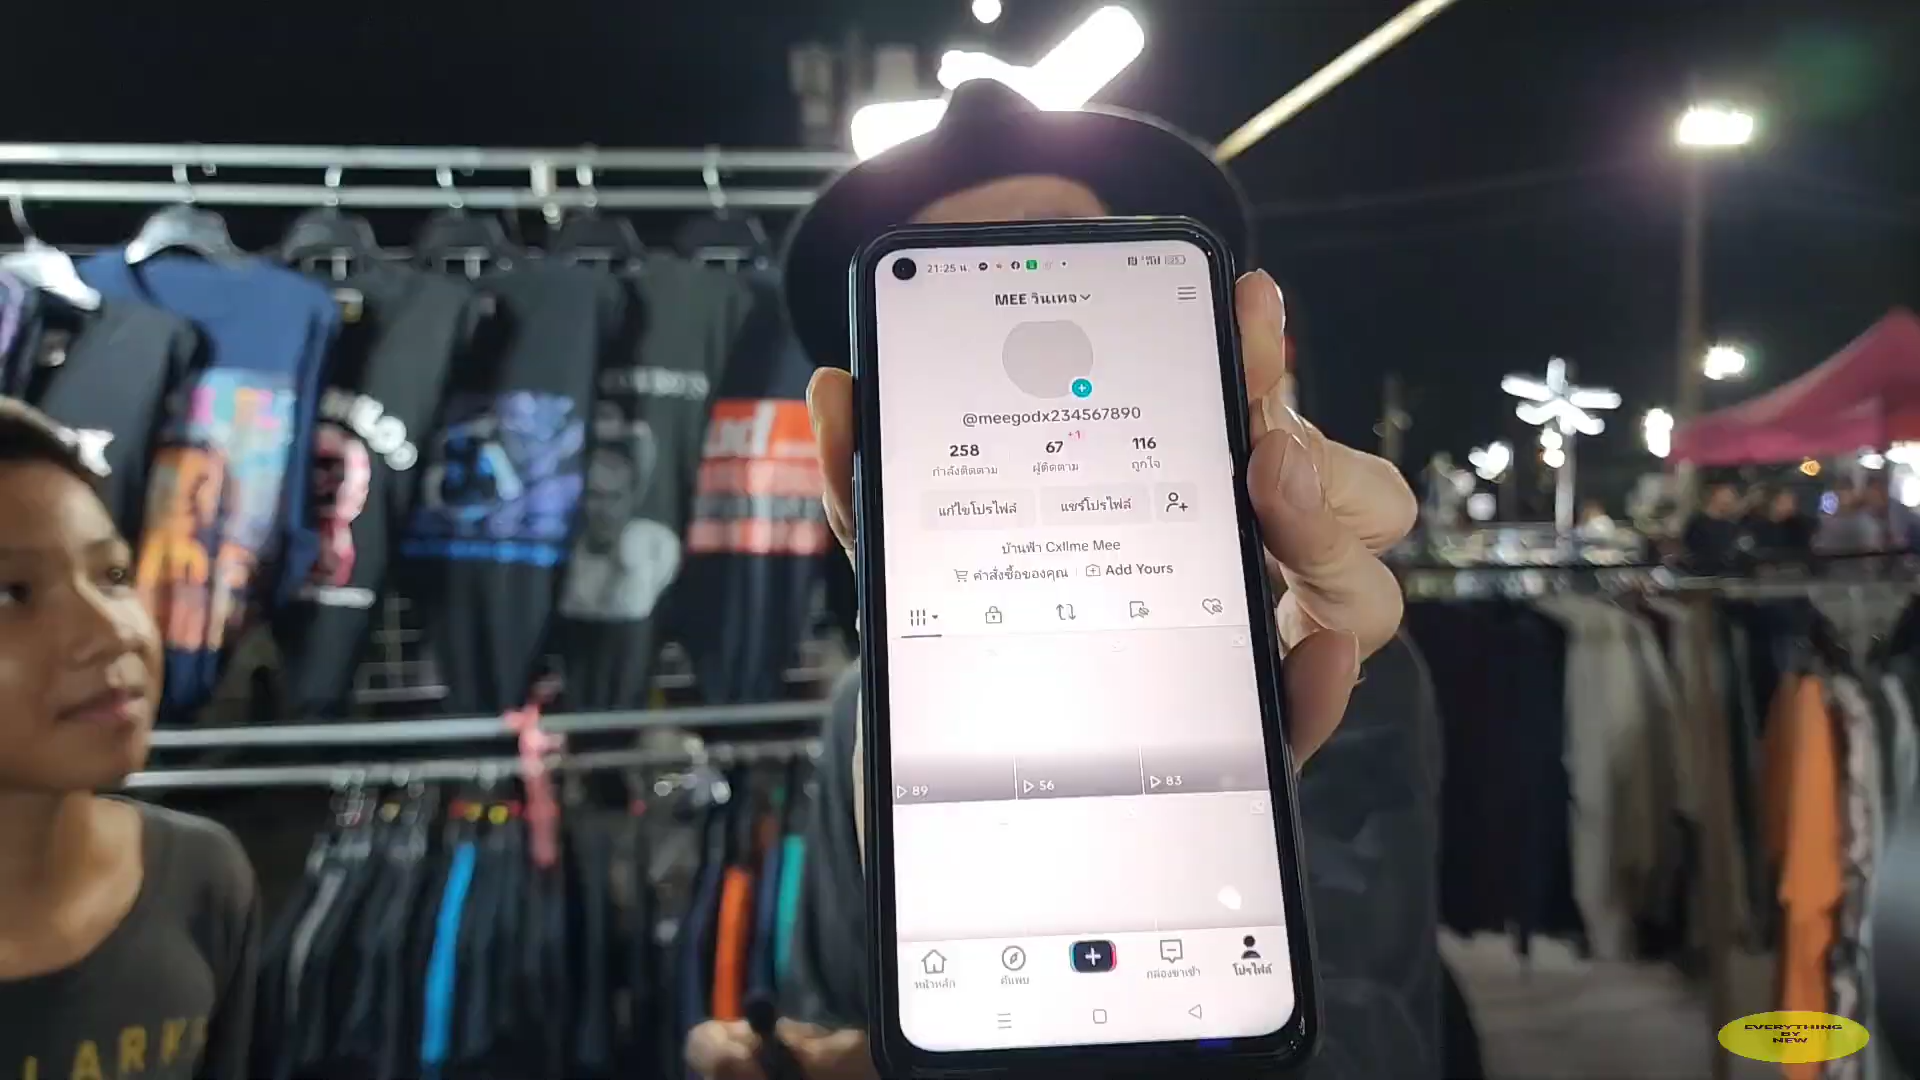 21:25 น.
MEE วินเทจ
@meegodx234567890
258
กำลังติดตาม
67
+1
ผู้ติดตาม
116
ถูกใจ
แก้ไขโปรไฟล์
แชร์โปรไฟล์
บ้านฟ้า Cxllme Mee
คำสั่งซื้อของคุณ
Add Yours
89
56
83
หน้าหลัก
ค้นพบ
กล่องขาเข้า
โปรไฟล์
LARK
EVERYTHING
BY
NEW